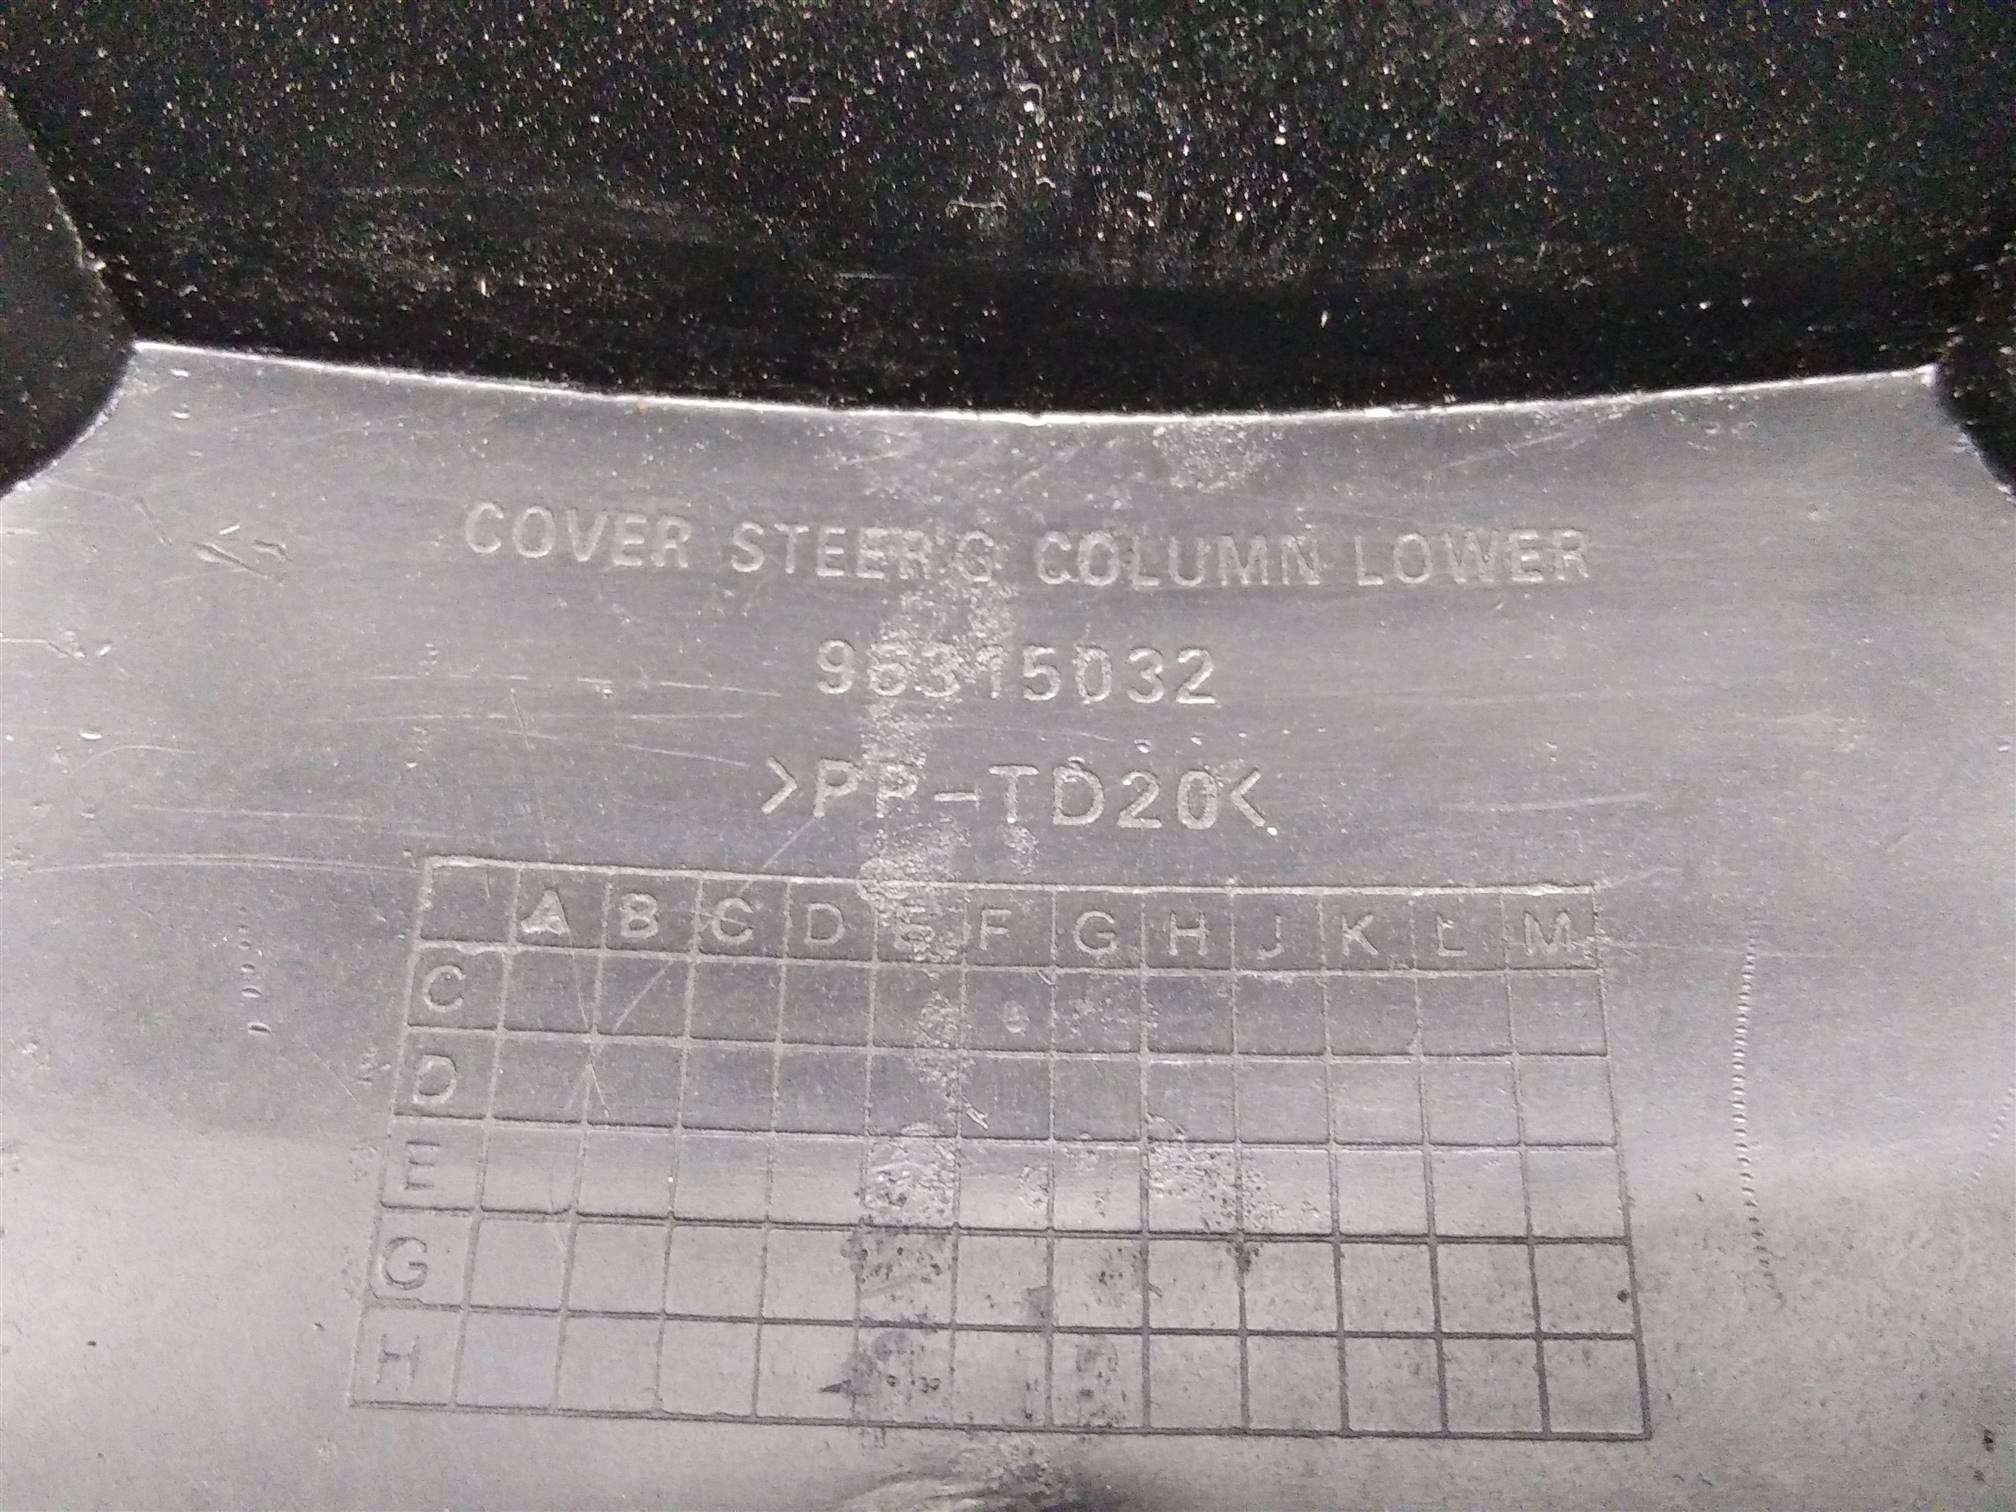 COVER STEER'G COLUMN LOWER
96315032
>PP-TD20<
A B C D E F G H J K L M
C
D
E
G
H